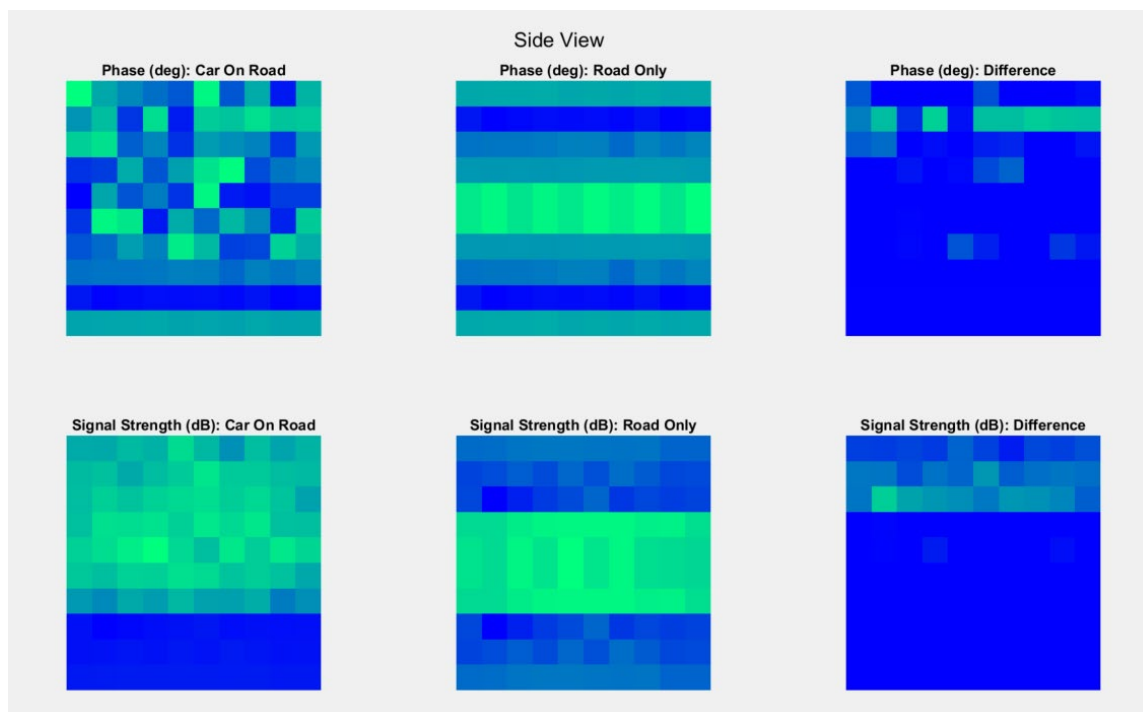 Side View
Phase (deg): Car On Road
Phase (deg): Road Only
Phase (deg): Difference
Signal Strength (dB): Car On Road
Signal Strength (dB): Road Only
Signal Strength (dB): Difference